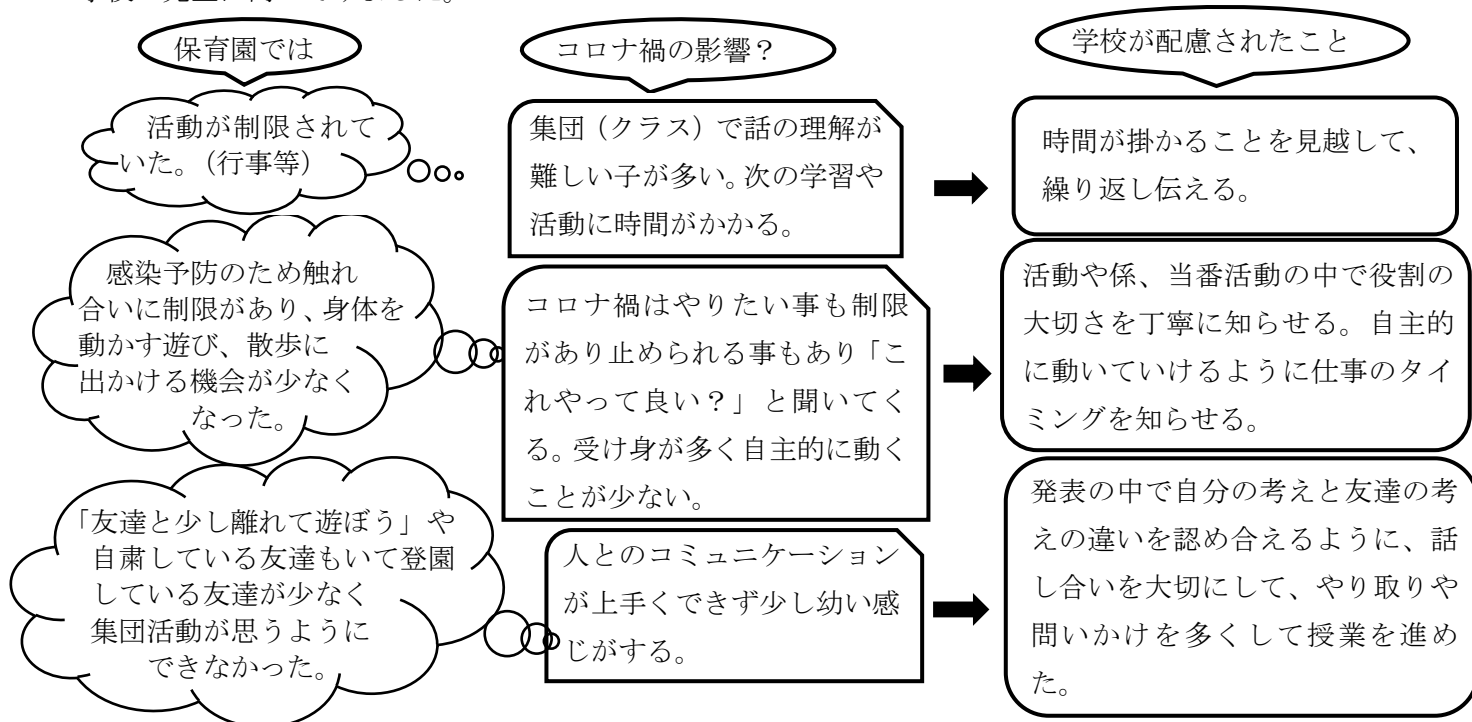 保育園では
コロナ禍の影響？
学校が配慮されたこと
活動が制限されて
いた。（行事等）
集団（クラス）で話の理解が
難しい子が多い。次の学習や
活動に時間がかかる。
時間が掛かることを見越して、
繰り返し伝える。
感染予防のため触れ
合いに制限があり、身体を
動かす遊び、散歩に
出かける機会が少なく
なった。
コロナ禍はやりたい事も制限
があり止められる事もあり「こ
れやって良い？」と聞いてく
る。受け身が多く自主的に動く
ことが少ない。
活動や係、当番活動の中で役割の
大切さを丁寧に知らせる。自主的
に動いていけるように仕事のタイ
ミングを知らせる。
「友達と少し離れて遊ぼう」や
自粛している友達もいて登園
している友達が少なく
集団活動が思うように
できなかった。
人とのコミュニケーション
が上手くできず少し幼い感
じがする。
発表の中で自分の考えと友達の考
えの違いを認め合えるように、話
し合いを大切にして、やり取りや
問いかけを多くして授業を進め
た。